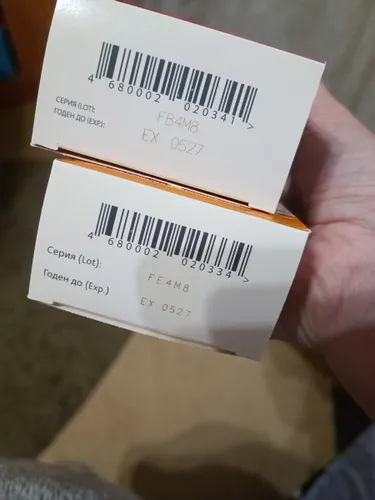 4 680002 020341 >
СЕРИЯ (LOT): FB4M8
ГОДЕН ДО (EXP.): EX 0527
4 680002 020334 >
Серия (Lot): FE4M8
Годен до (Exp.) EX 0527